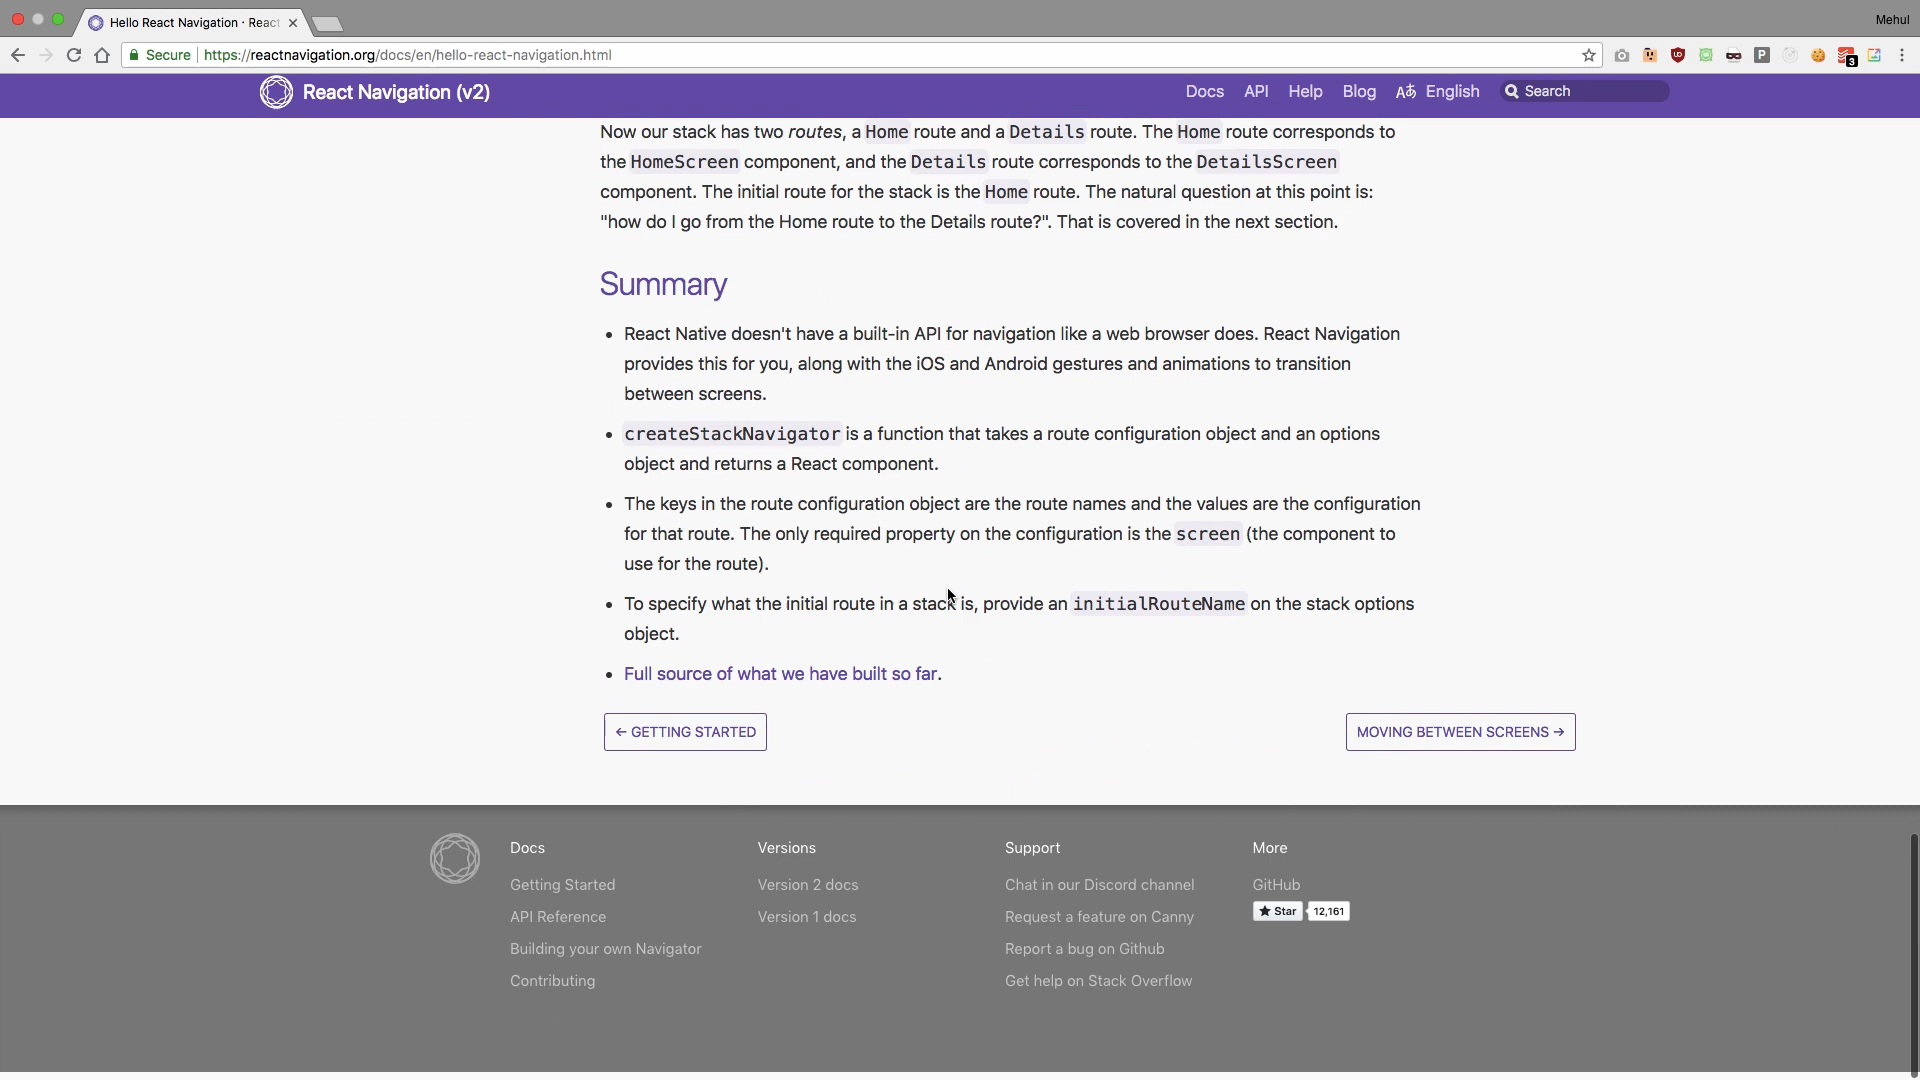 Hello React Navigation · React
Mehul
Secure
https://reactnavigation.org/docs/en/hello-react-navigation.html
P
3
React Navigation (v2)
Docs API Help Blog Aあ English Search
Now our stack has two routes, a Home route and a Details route. The Home route corresponds to
the HomeScreen component, and the Details route corresponds to the DetailsScreen
component. The initial route for the stack is the Home route. The natural question at this point is:
"how do I go from the Home route to the Details route?". That is covered in the next section.
Summary
• React Native doesn't have a built-in API for navigation like a web browser does. React Navigation
provides this for you, along with the iOS and Android gestures and animations to transition
between screens.
• createStackNavigator is a function that takes a route configuration object and an options
object and returns a React component.
• The keys in the route configuration object are the route names and the values are the configuration
for that route. The only required property on the configuration is the screen (the component to
use for the route).
• To specify what the initial route in a stack is, provide an initialRouteName on the stack options
object.
• Full source of what we have built so far.
← GETTING STARTED
MOVING BETWEEN SCREENS →
Docs Versions Support More
Getting Started Version 2 docs Chat in our Discord channel GitHub
API Reference Version 1 docs Request a feature on Canny Star 12,161
Building your own Navigator Report a bug on Github
Contributing Get help on Stack Overflow